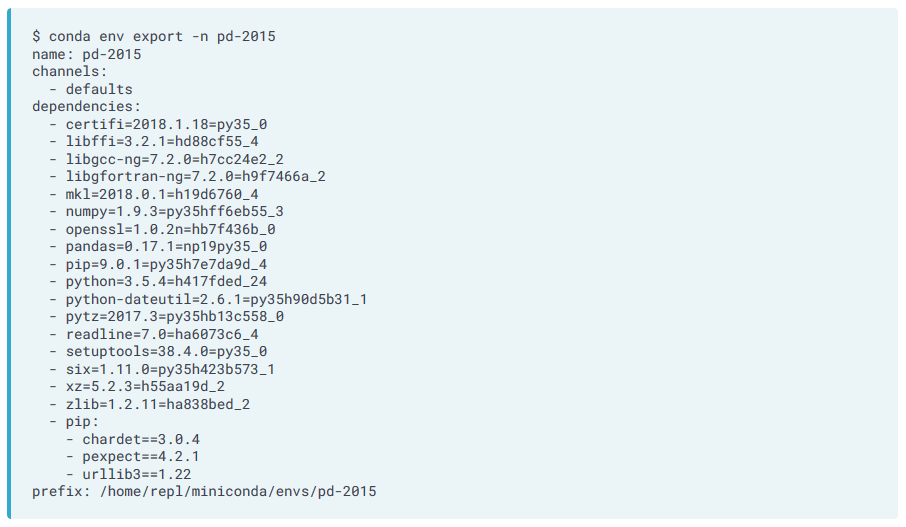 $ conda env export -n pd-2015
name: pd-2015
channels:
  - defaults
dependencies:
  - certifi=2018.1.18=py35_0
  - libffi=3.2.1=hd88cf55_4
  - libgcc-ng=7.2.0=h7cc24e2_2
  - libgfortran-ng=7.2.0=h9f7466a_2
  - mkl=2018.0.1=h19d6760_4
  - numpy=1.9.3=py35hff6eb55_3
  - openssl=1.0.2n=hb7f436b_0
  - pandas=0.17.1=np19py35_0
  - pip=9.0.1=py35h7e7da9d_4
  - python=3.5.4=h417fded_24
  - python-dateutil=2.6.1=py35h90d5b31_1
  - pytz=2017.3=py35hb13c558_0
  - readline=7.0=ha6073c6_4
  - setuptools=38.4.0=py35_0
  - six=1.11.0=py35h423b573_1
  - xz=5.2.3=h55aa19d_2
  - zlib=1.2.11=ha838bed_2
  - pip:
    - chardet==3.0.4
    - pexpect==4.2.1
    - urllib3==1.22
prefix: /home/repl/miniconda/envs/pd-2015